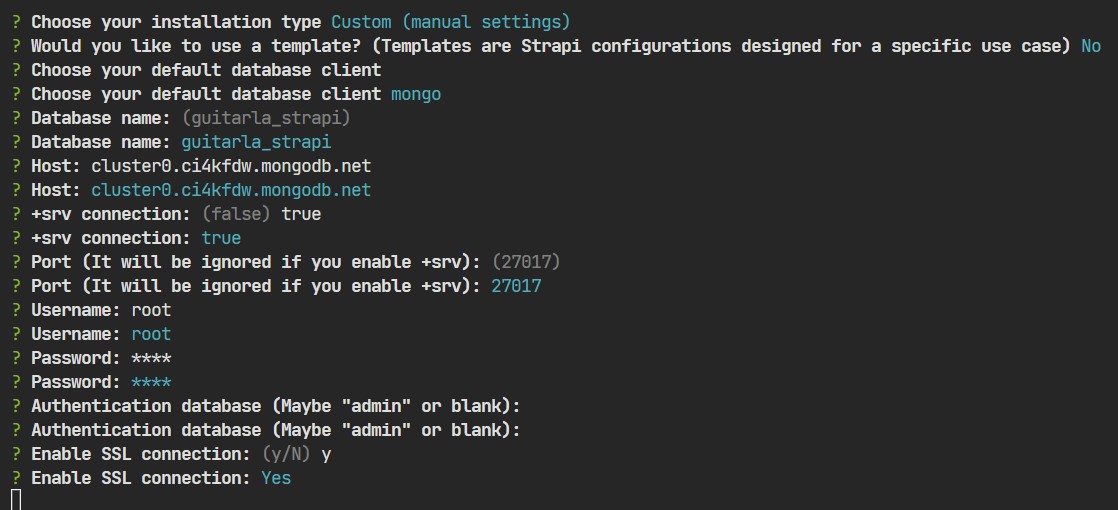 ? Choose your installation type Custom (manual settings)
? Would you like to use a template? (Templates are Strapi configurations designed for a specific use case) No
? Choose your default database client
? Choose your default database client mongo
? Database name: (guitarla_strapi)
? Database name: guitarla_strapi
? Host: cluster0.ci4kfdw.mongodb.net
? Host: cluster0.ci4kfdw.mongodb.net
? +srv connection: (false) true
? +srv connection: true
? Port (It will be ignored if you enable +srv): (27017)
? Port (It will be ignored if you enable +srv): 27017
? Username: root
? Username: root
? Password: ****
? Password: ****
? Authentication database (Maybe "admin" or blank):
? Authentication database (Maybe "admin" or blank):
? Enable SSL connection: (y/N) y
? Enable SSL connection: Yes